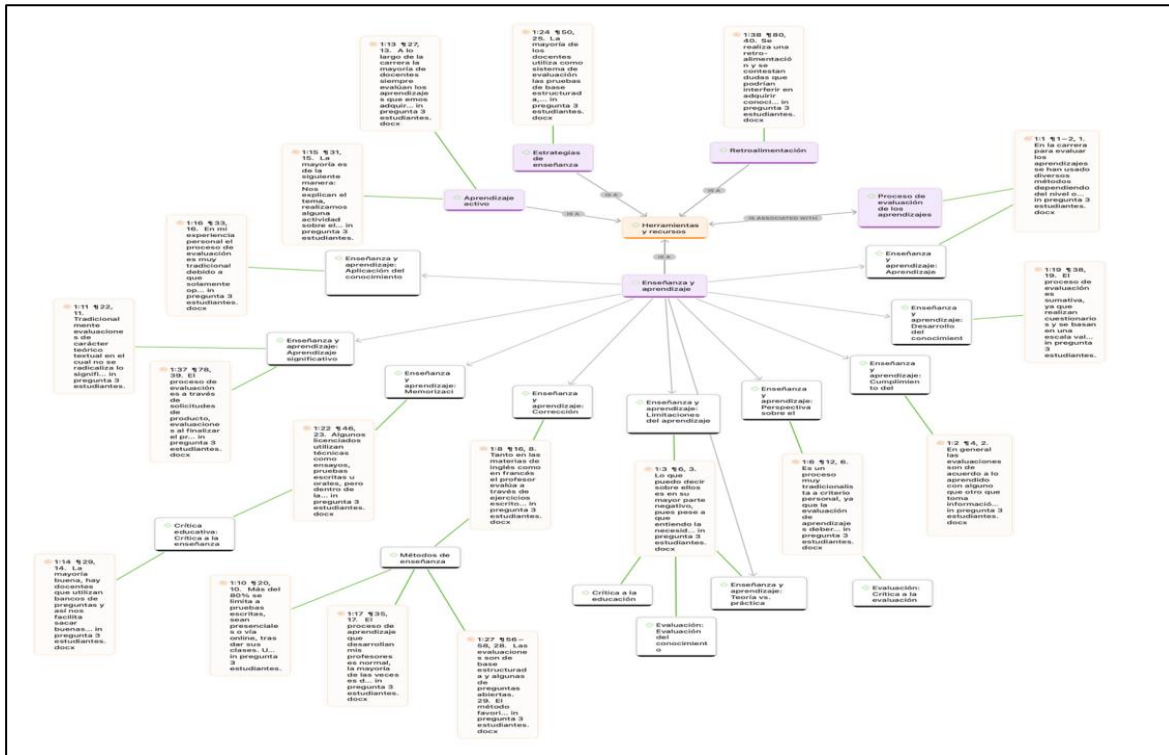 1:13 ¶27,
13. A lo
largo de la
carrera la
mayoría de
docentes
siempre
evalúan los
aprendizaje
s que emos
adquir... in
pregunta 3
estudiantes.
docx
1:24 ¶50,
25. La
mayoría de
los
docentes
utiliza como
sistema de
evaluación
las pruebas
de base
estructurad
a,... in
pregunta 3
estudiantes.
docx
1:38 ¶80,
40. Se
realiza una
retro-
alimentació
n y se
contestan
dudas que
podrían
interferir en
adquirir
conoci... in
pregunta 3
estudiantes.
docx
1:1 ¶1–2, 1.
En la carrera
para evaluar
los
aprendizajes
se han usado
diversos
métodos
dependiendo
del nivel o...
in pregunta 3
estudiantes.
docx
1:15 ¶31,
15. La
mayoría es
de la
siguiente
manera:
Nos
explican el
tema,
realizamos
alguna
actividad
sobre el... in
pregunta 3
estudiantes.
Estrategias
de
enseñanza
Retroalimentación
Aprendizaje
activo
Proceso de
evaluación
de los
aprendizajes
IS A
IS A
IS A
IS ASSOCIATED WITH
Herramientas
y recursos
IS A
1:16 ¶33,
16. En mi
experiencia
personal el
proceso de
evaluación
es muy
tradicional
debido a
que
solamente
op... in
pregunta 3
estudiantes.
docx
Enseñanza y
aprendizaje:
Aplicación del
conocimiento
Enseñanza y
aprendizaje
Enseñanza
y
aprendizaje:
Aprendizaje
1:19 ¶38,
19. El
proceso de
evaluación
es
sumativa,
ya que
realizan
cuestionario
s y se basan
en una
escala val...
in pregunta
3
estudiantes.
1:11 ¶22,
11.
Tradicional
mente
evaluacione
s de
carácter
teórico
textual en el
cual no se
radicaliza lo
signifi... in
pregunta 3
estudiantes.
Enseñanza y
aprendizaje:
Aprendizaje
significativo
Enseñanza
y
aprendizaje:
Desarrollo
del
conocimient
1:37 ¶78,
39. El
proceso de
evaluación
es a través
de
solicitudes
de
producto,
evaluacione
s al finalizar
el pr... in
pregunta 3
estudiantes.
docx
Enseñanza
y
aprendizaje:
Memorizaci
Enseñanza
y
aprendizaje:
Corrección
Enseñanza y
aprendizaje:
Limitaciones
del aprendizaje
Enseñanza
y
aprendizaje:
Perspectiva
sobre el
Enseñanza
y
aprendizaje:
Cumplimie
nto del
1:22 ¶46,
23. Algunos
licenciados
utilizan
técnicas
como
ensayos,
pruebas
escritas u
orales, pero
dentro de
la... in
pregunta 3
estudiantes.
docx
1:8 ¶16, 8.
Tanto en las
materias de
inglés como
en francés
el profesor
evalúa a
través de
ejercicios
escrito... in
pregunta 3
estudiantes.
docx
1:3 ¶6, 3.
Lo que
puedo decir
sobre ellos
es en su
mayor parte
negativo,
pues pese a
que
entiendo la
necesid... in
pregunta 3
estudiantes.
docx
1:6 ¶12, 6.
Es un
proceso
muy
tradicionalis
ta a criterio
personal, ya
que la
evaluación
de
aprendizaje
s deber... in
pregunta 3
estudiantes.
docx
1:2 ¶4, 2.
En general
las
evaluacione
s son de
acuerdo a lo
aprendido
con alguno
que otro que
toma
informació...
in pregunta 3
estudiantes.
docx
Crítica
educativa:
Crítica a la
enseñanza
Métodos de
enseñanza
1:14 ¶29,
14. La
mayoría
buena, hay
docentes
que utilizan
bancos de
preguntas y
así nos
facilita
sacar
buenas... in
pregunta 3
estudiantes.
docx
1:10 ¶20,
10. Más del
80% se
limita a
pruebas
escritas,
sean
presenciale
s o vía
online, tras
dar sus
clases. U...
in pregunta
3
estudiantes.
1:17 ¶35,
17. El
proceso de
aprendizaje
que
desarrollan
mis
profesores
es normal,
la mayoría
de las veces
es d... in
pregunta 3
estudiantes.
docx
1:27 ¶56–
58, 28. Las
evaluacione
s son de
base
estructurad
a y algunas
de
preguntas
abiertas.
29. El
método
favori... in
pregunta 3
estudiantes.
docx
Crítica a la
educación
Enseñanza y
aprendizaje:
Teoría vs.
práctica
Evaluación:
Evaluación
del
conocimient
o
Evaluación:
Crítica a la
evaluación